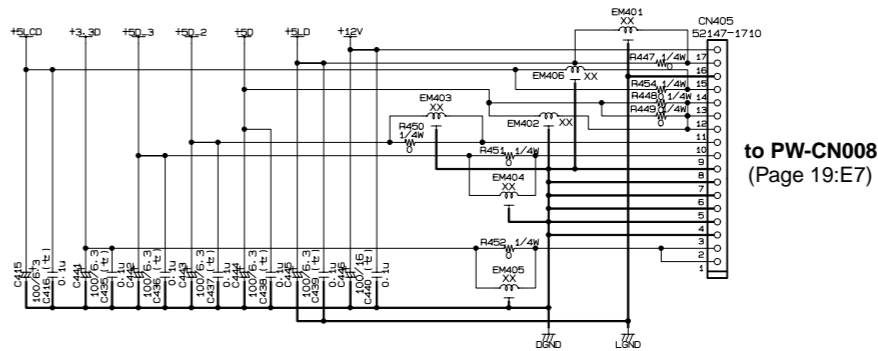 +5LCD +3.3D +5D_3 +5D_2 +5D +5LD +12V
EM401
XX
CN405
52147-1710
R447 1/4W
0
17
EM406 XX
16
R454 1/4W
0
15
R448 1/4W
0
14
R449 1/4W
0
13
EM403
XX
EM402 XX
12
R450
1/4W
0
11
R451 1/4W
0
10
9
EM404
XX
8
7
6
5
4
R452 1/4W
0
3
2
EM405
XX
1
to PW-CN008
(Page 19:E7)
C415
100/6.3
C416 (t)
0.1u
C441
100/6.3
C435 (t)
0.1u
C442
100/6.3
C436 (t)
0.1u
C443
100/6.3
C437 (t)
0.1u
C444
100/6.3
C438 (t)
0.1u
C445
100/6.3
C439 (t)
0.1u
C446
100/16
C440 (t)
0.1u
DGND
LGND